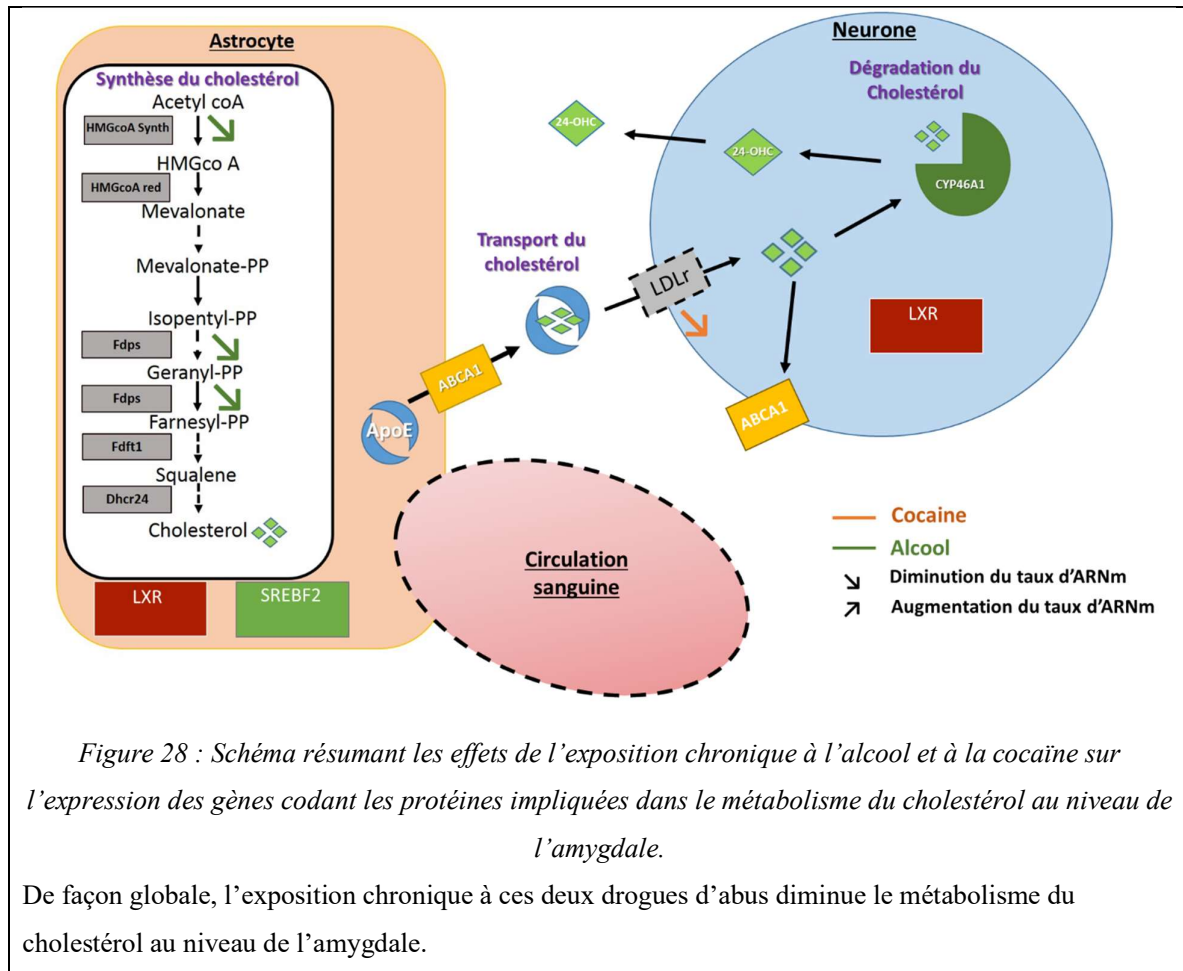 Astrocyte
Synthèse du cholestérol
Acetyl coA
HMGcoA Synth
HMGco A
HMGcoA red
Mevalonate
Mevalonate-PP
Isopentyl-PP
Fdps
Geranyl-PP
Fdps
Farnesyl-PP
Fdft1
Squalene
Dhcr24
Cholesterol
LXR
SREBF2
ApoE
ABCA1
Transport du
cholestérol
LDLr
Neurone
Dégradation du
Cholestérol
24-OHC
24-OHC
CYP46A1
LXR
ABCA1
Circulation
sanguine
Cocaine
Alcool
Diminution du taux d'ARNm
Augmentation du taux d'ARNm
Figure 28 : Schéma résumant les effets de l'exposition chronique à l'alcool et à la cocaïne sur
l'expression des gènes codant les protéines impliquées dans le métabolisme du cholestérol au niveau de
l'amygdale.
De façon globale, l'exposition chronique à ces deux drogues d'abus diminue le métabolisme du
cholestérol au niveau de l'amygdale.